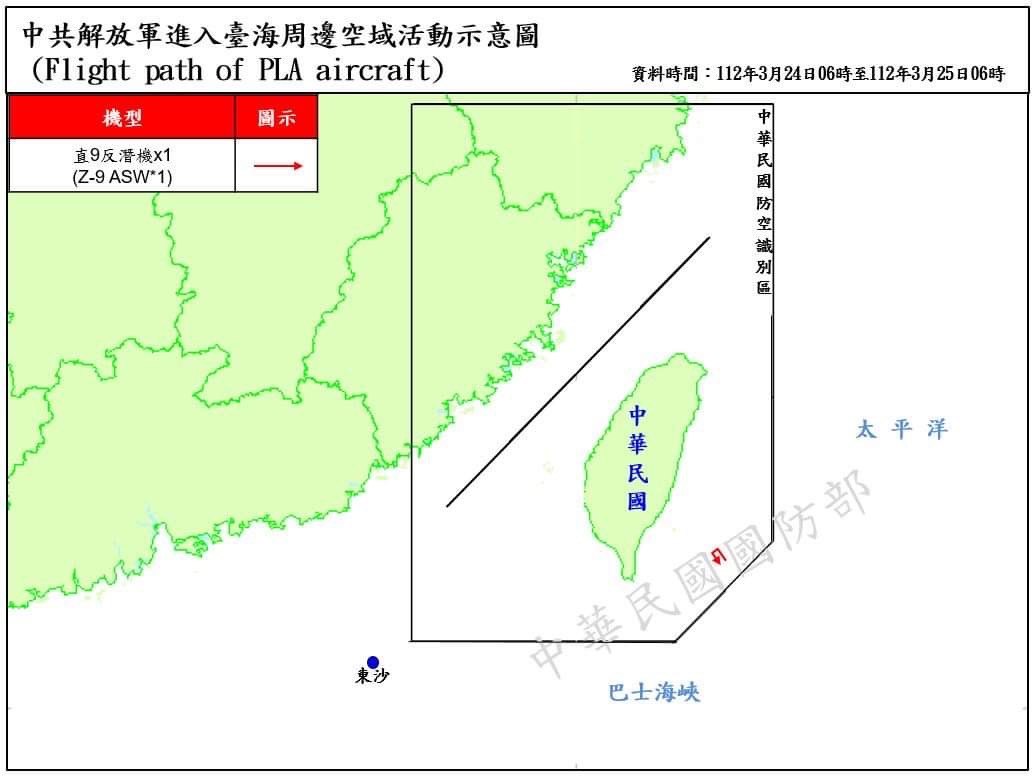 中共解放軍進入臺海周邊空域活動示意圖
(Flight path of PLA aircraft)
資料時間：112年3月24日06時至112年3月25日06時
機型 圖示
直9反潛機x1
(Z-9 ASW*1)
中華民國防空識別區
中華民國
太平洋
中華民國國防部
東沙
巴士海峽